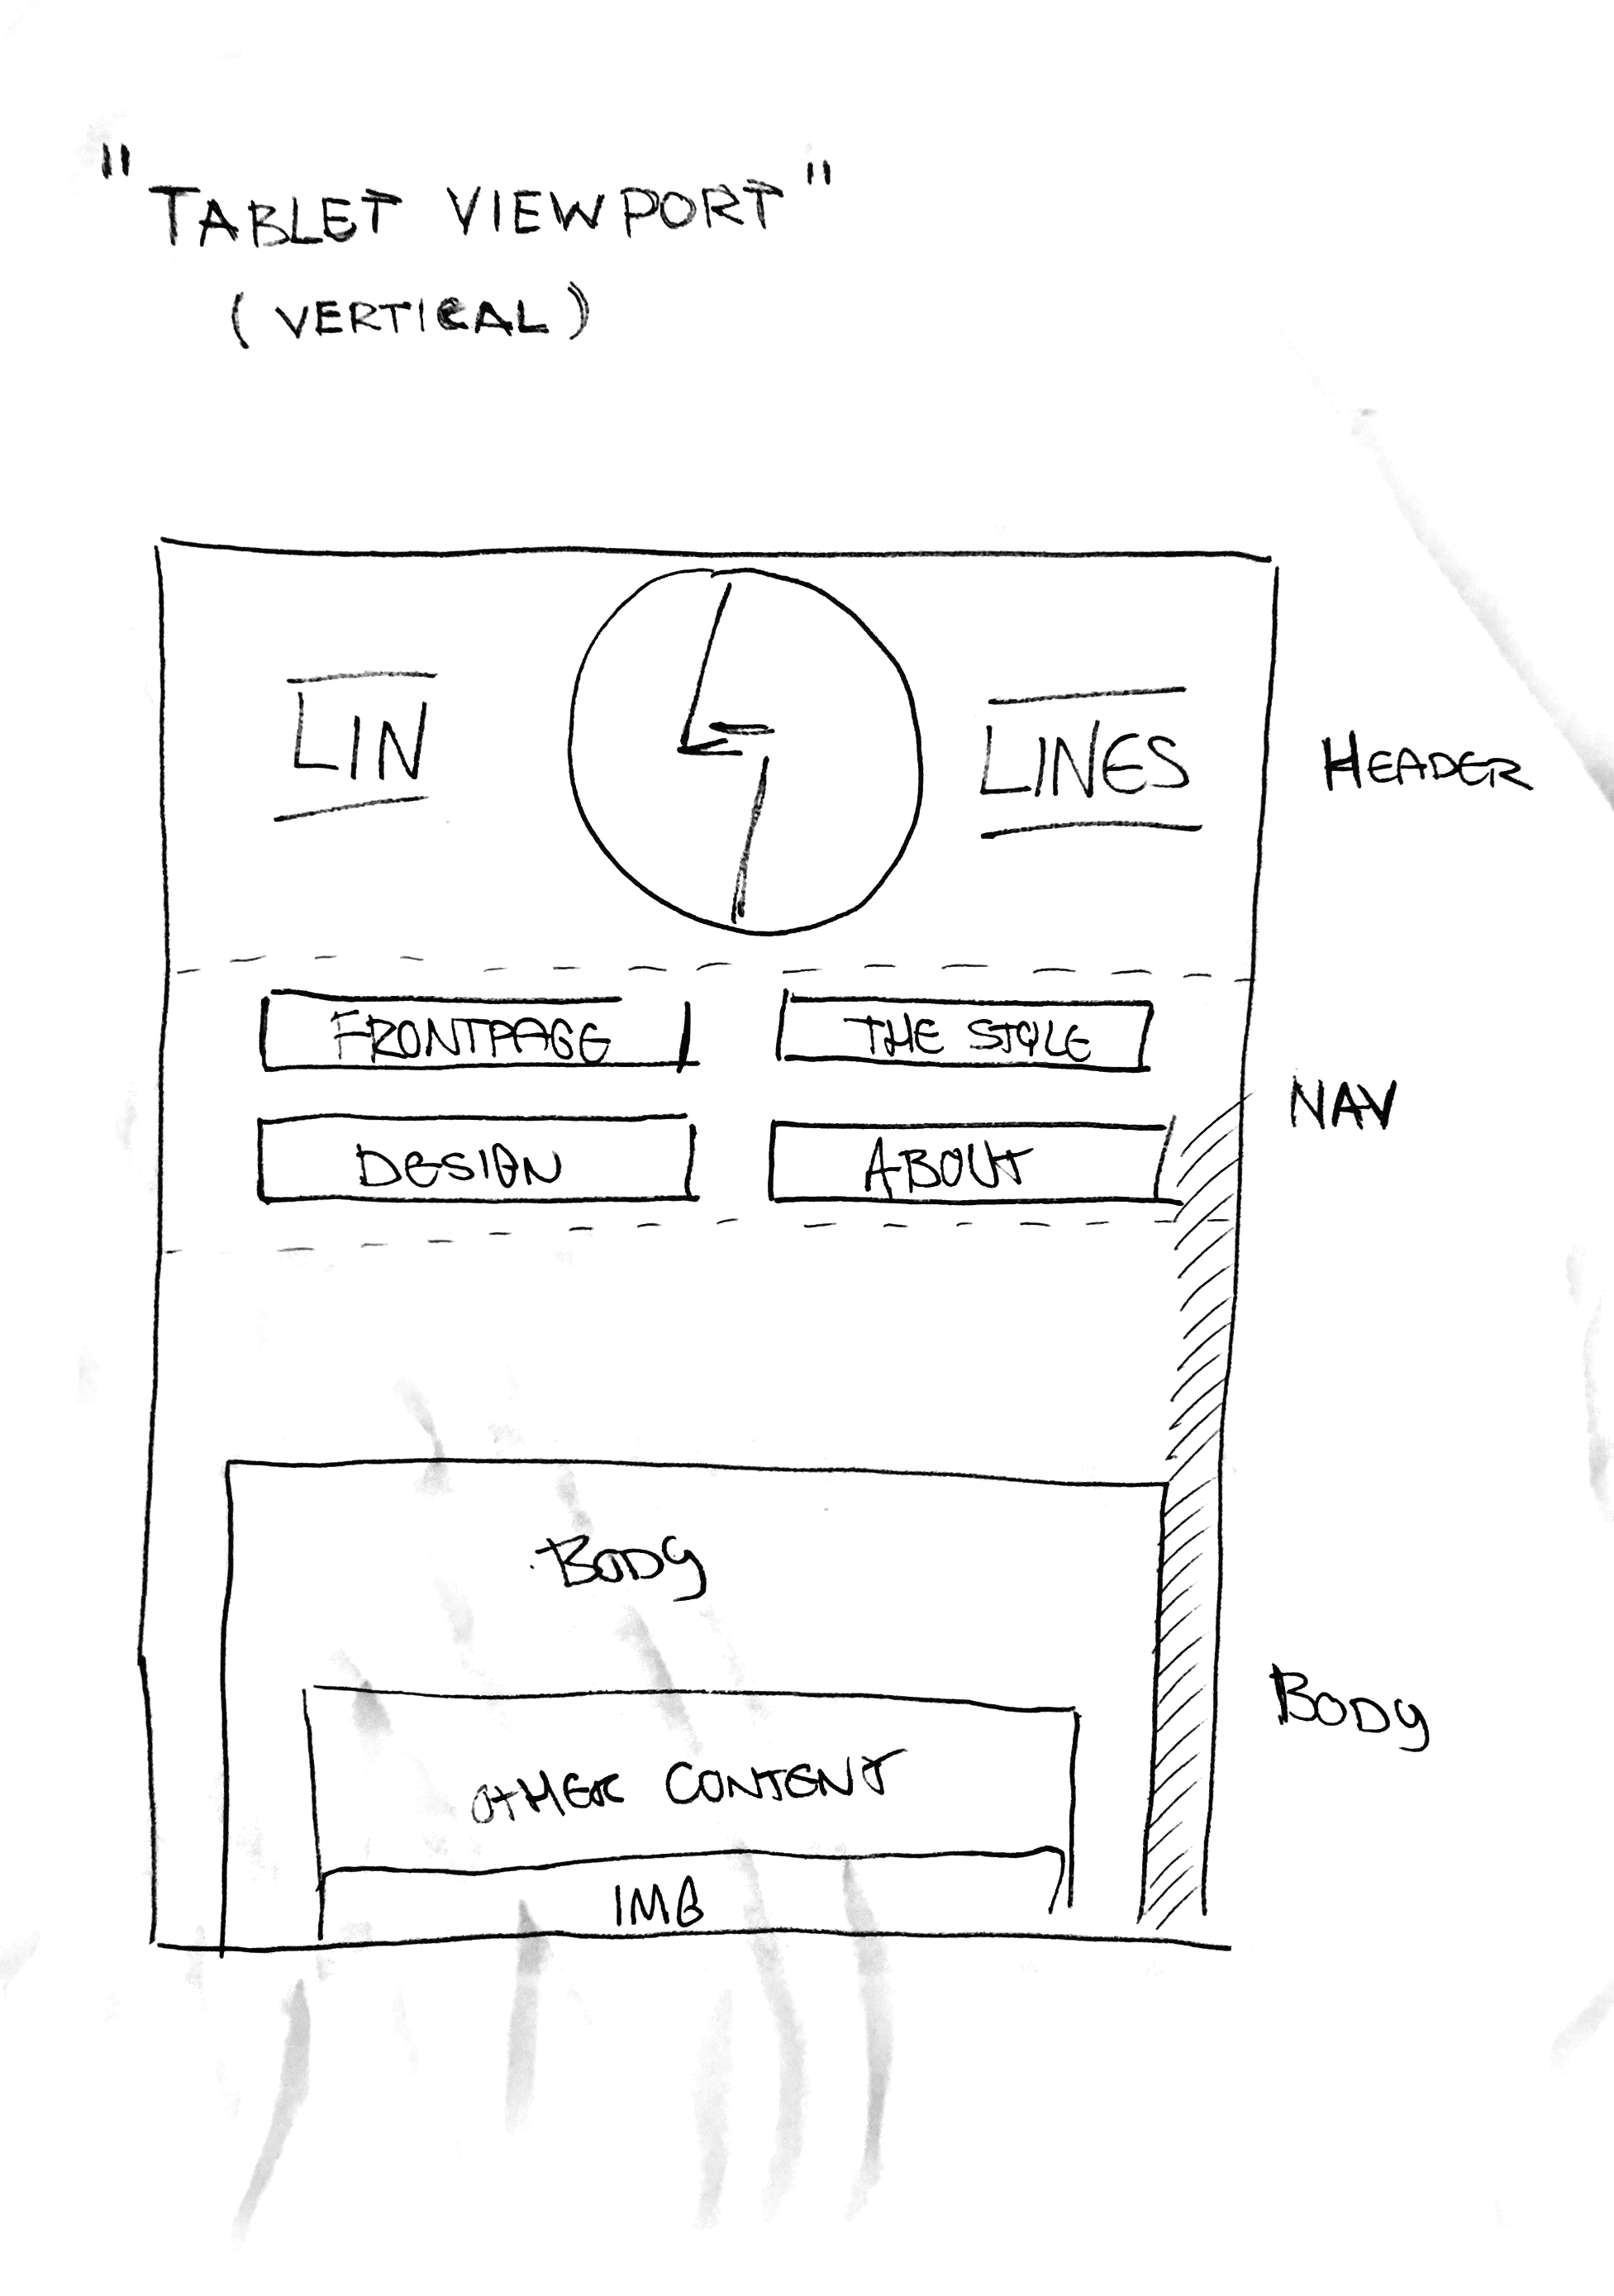 "TABLET VIEWPORT"
(VERTICAL)
LIN
LINES
HEADER
FRONTPAGE
THE STYLE
NAV
DESIGN
ABOUT
BODY
BODY
OTHER CONTENT
IMG